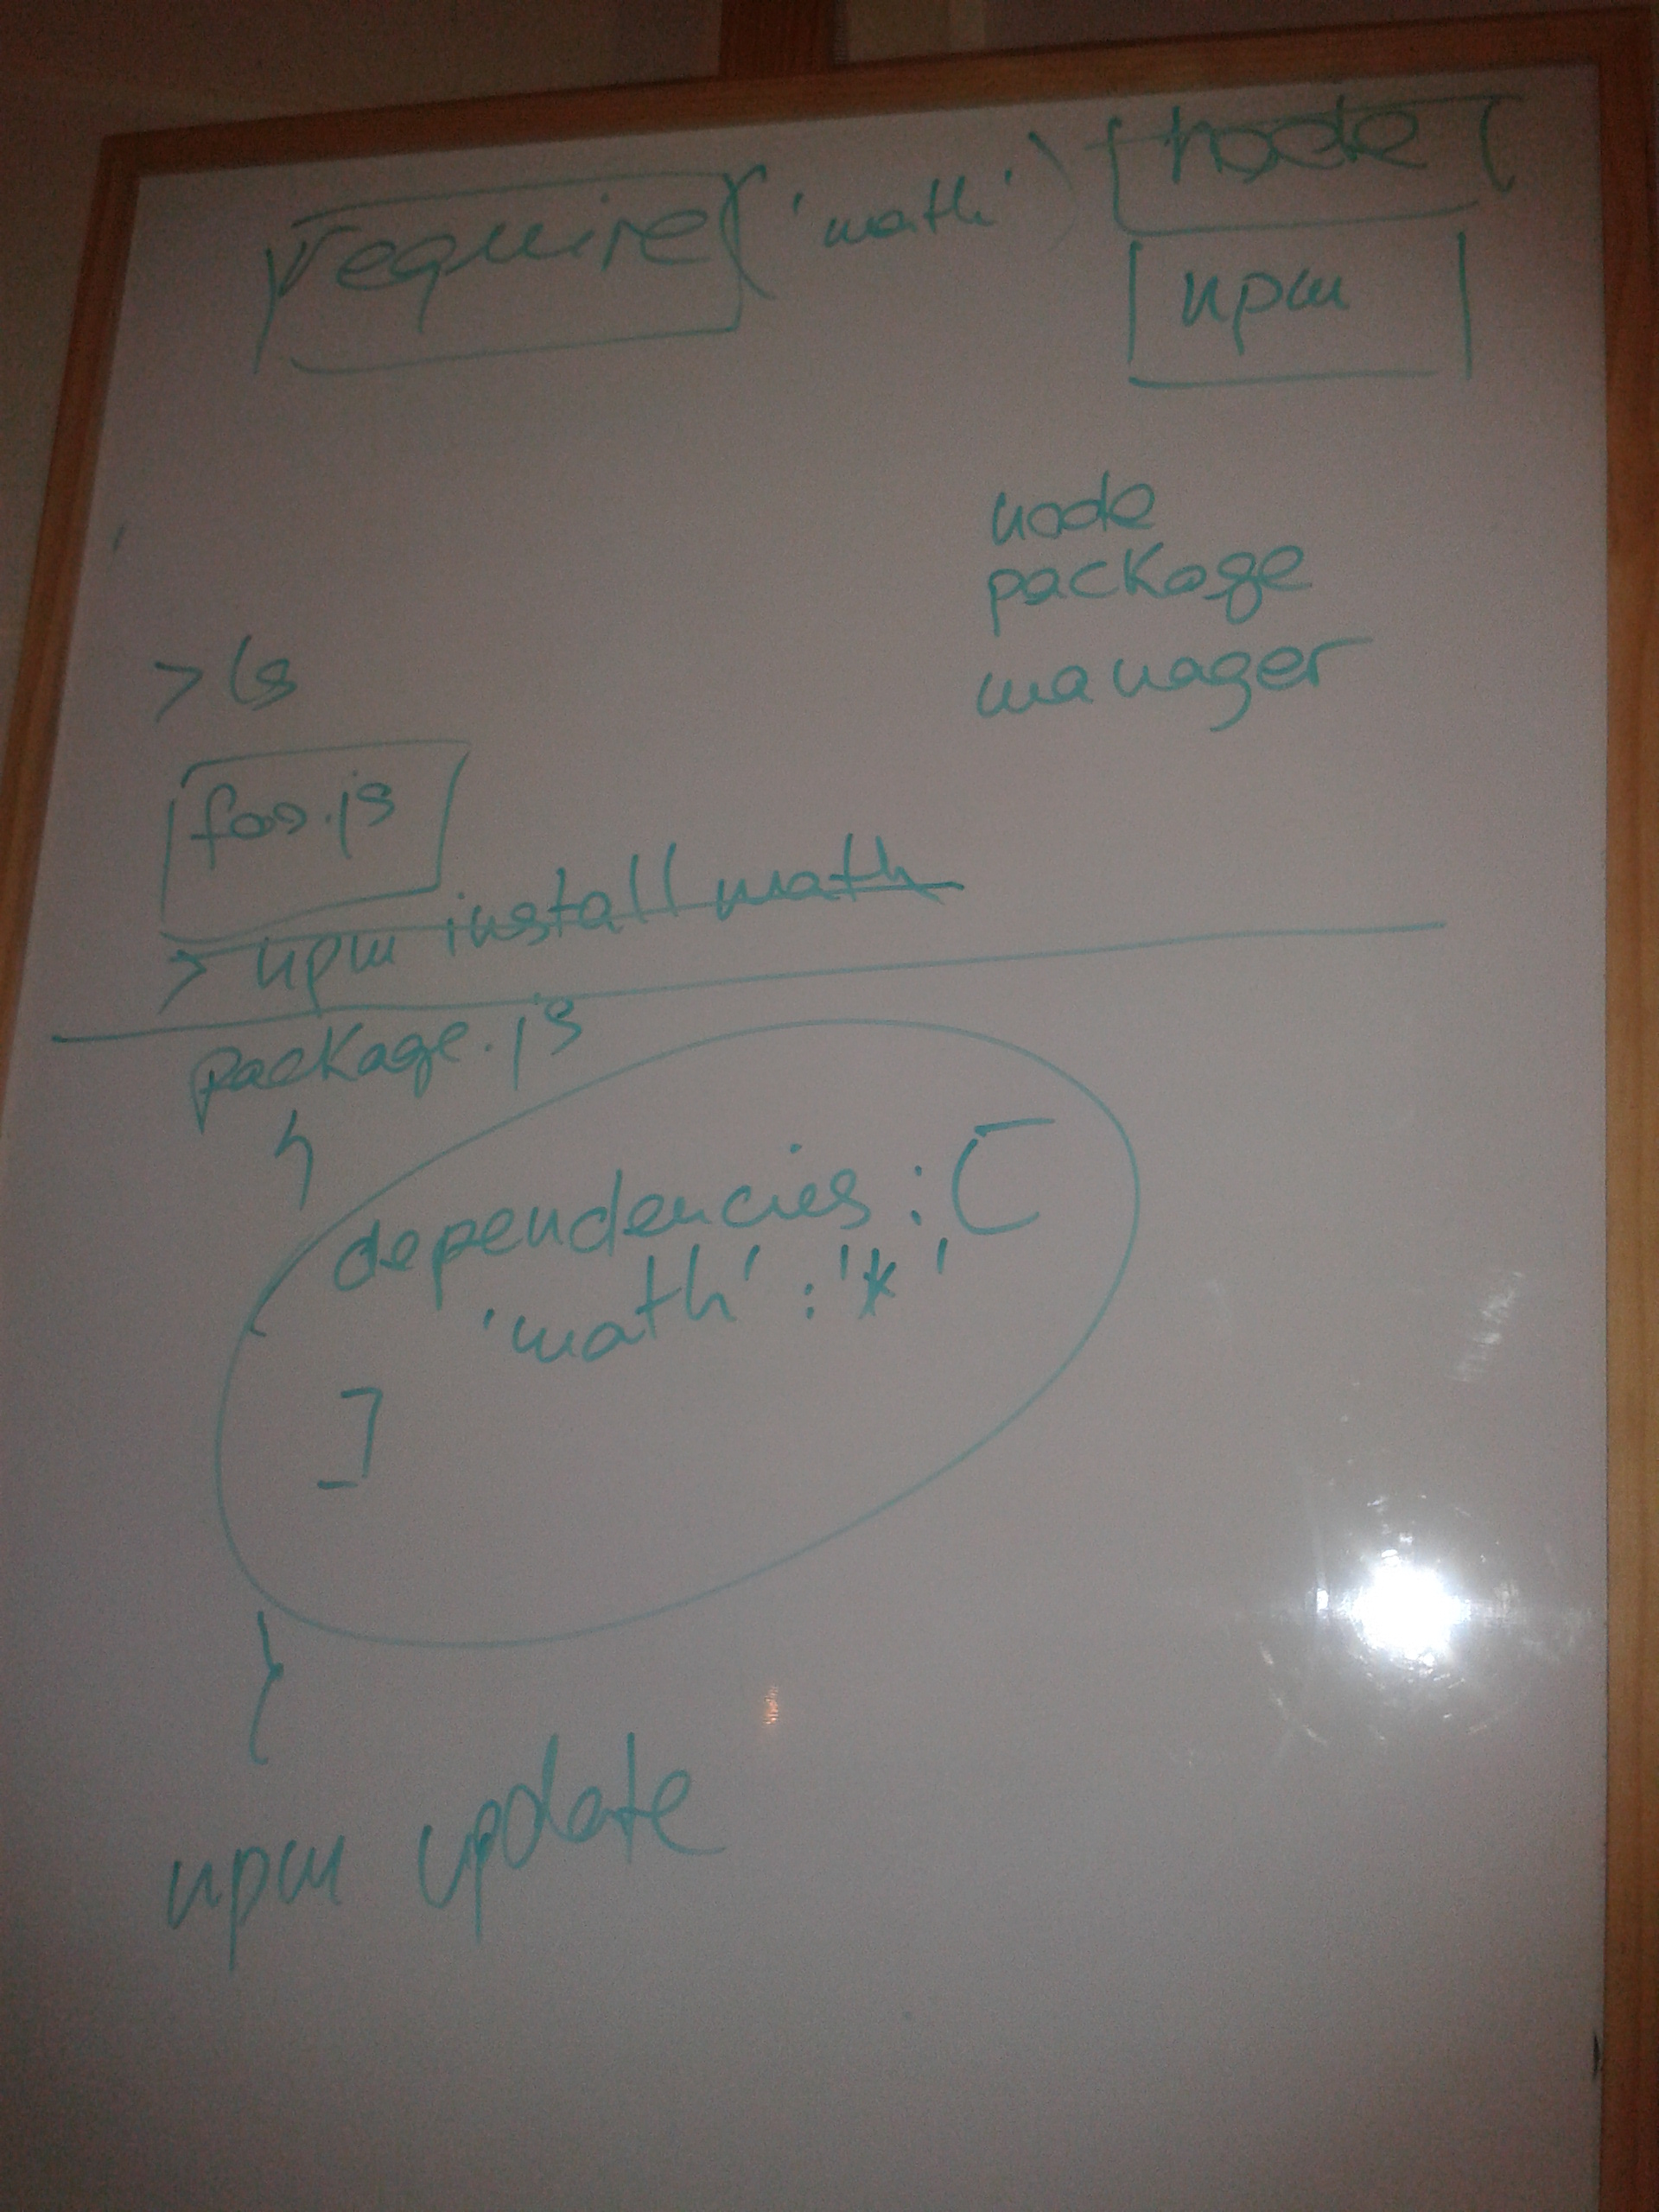 require('math')
node
npm
node
package
manager
> ls
foo.js
> npm install math
package.js
{
dependencies : [
'math' : '*'
]
}
npm update